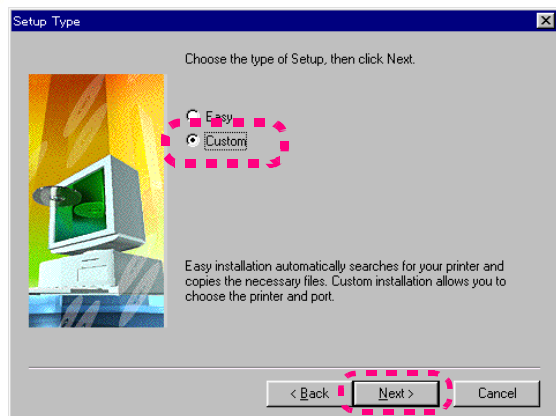 Setup Type
Choose the type of Setup, then click Next.
Easy
Custom
Easy installation automatically searches for your printer and
copies the necessary files. Custom installation allows you to
choose the printer and port.
< Back
Next >
Cancel